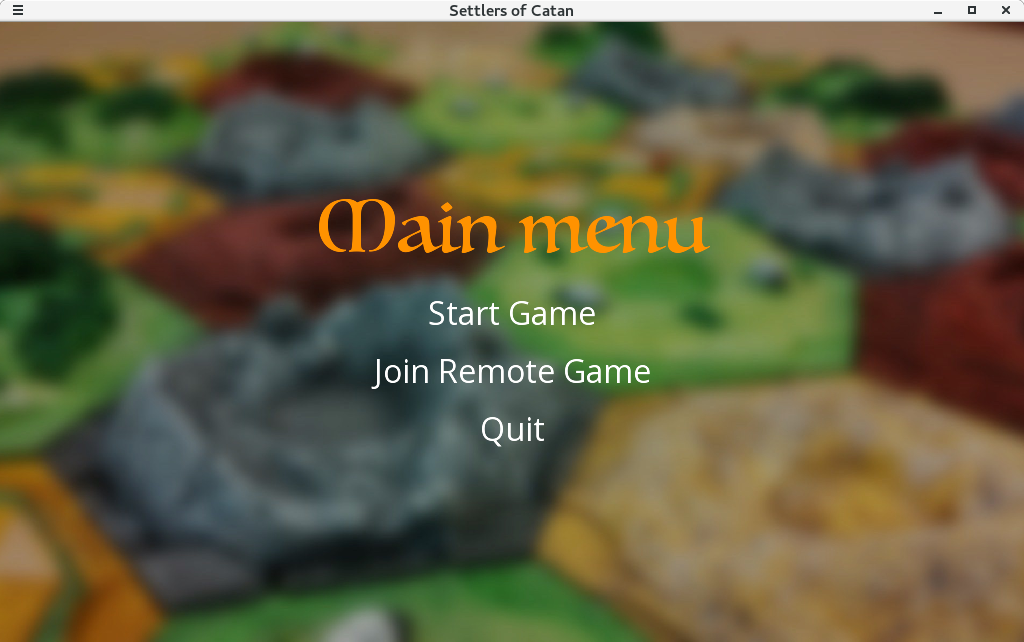 Settlers of Catan
Main menu
Start Game
Join Remote Game
Quit